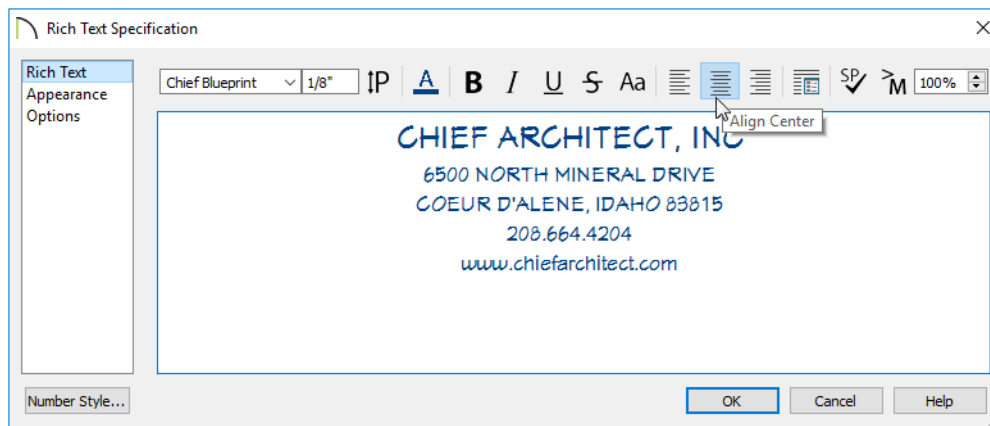 Rich Text Specification
Rich Text
Appearance
Options
Chief Blueprint 1/8" P A B I U S Aa SP M 100%
Align Center
CHIEF ARCHITECT, INC
6500 NORTH MINERAL DRIVE
COEUR D'ALENE, IDAHO 83815
208.664.4204
www.chiefarchitect.com
Number Style... OK Cancel Help